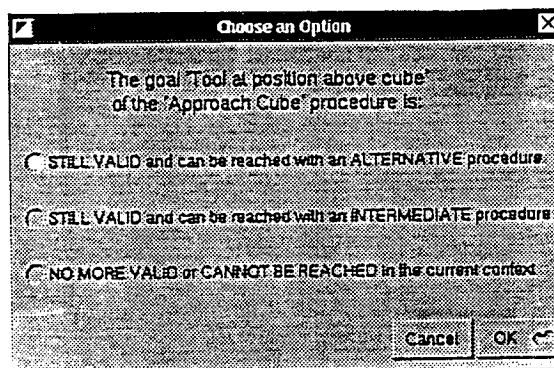 Choose an Option
The goal "Tool at position above cube"
of the "Approach Cube" procedure is:
STILL VALID and can be reached with an ALTERNATIVE procedure.
STILL VALID and can be reached with an INTERMEDIATE procedure
NO MORE VALID or CANNOT BE REACHED in the current context
Cancel OK